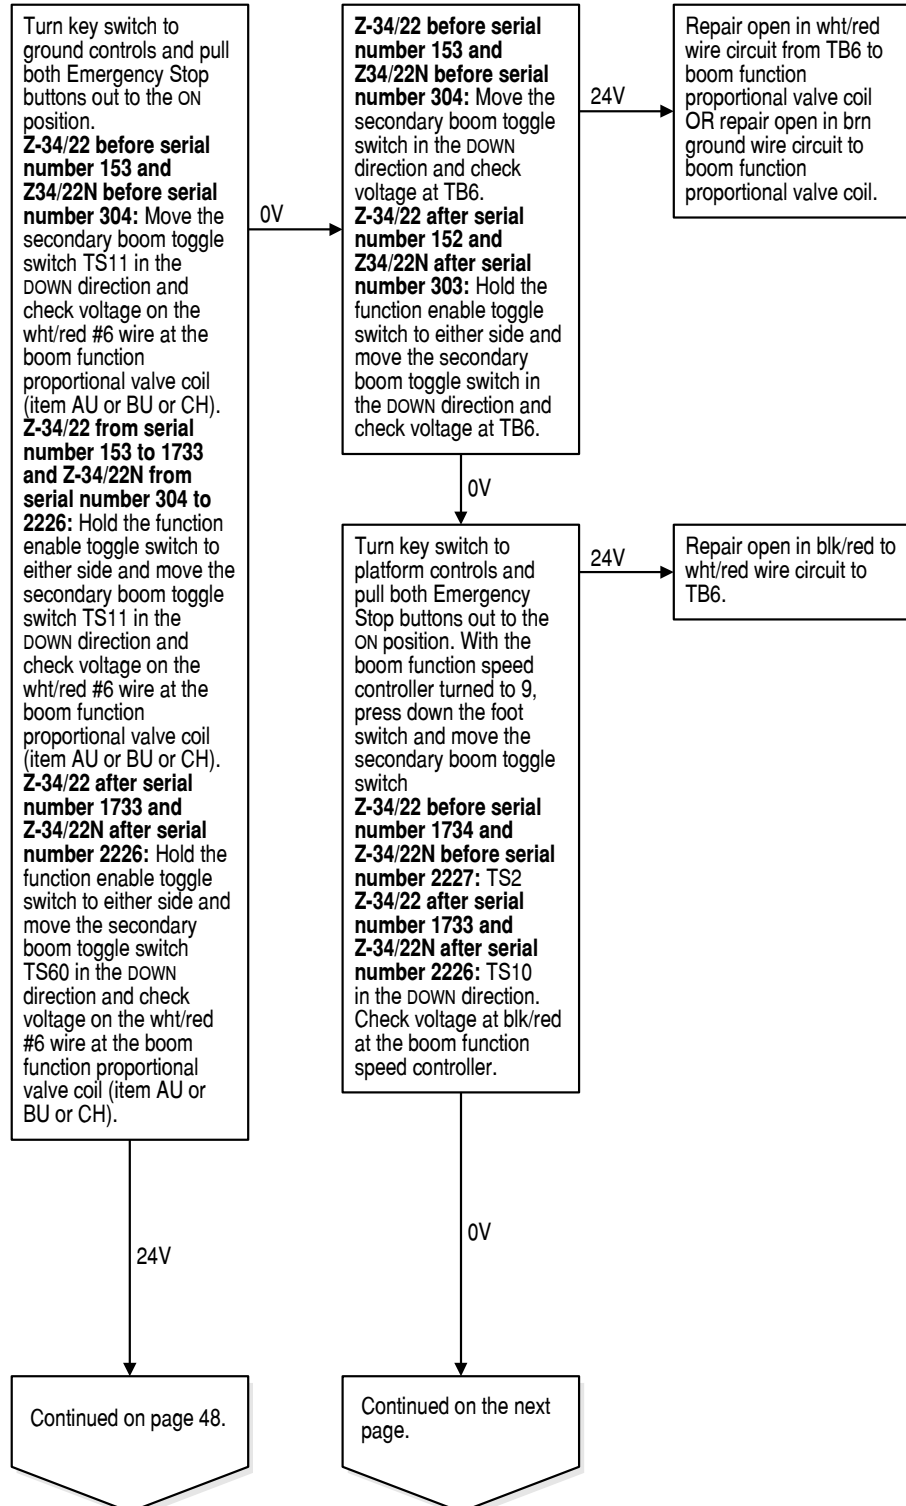 Turn key switch to
ground controls and pull
both Emergency Stop
buttons out to the ON
position.
Z-34/22 before serial
number 153 and
Z34/22N before serial
number 304: Move the
secondary boom toggle
switch TS11 in the
DOWN direction and
check voltage on the
wht/red #6 wire at the
boom function
proportional valve coil
(item AU or BU or CH).
Z-34/22 from serial
number 153 to 1733
and Z-34/22N from
serial number 304 to
2226: Hold the function
enable toggle switch to
either side and move the
secondary boom toggle
switch TS11 in the
DOWN direction and
check voltage on the
wht/red #6 wire at the
boom function
proportional valve coil
(item AU or BU or CH).
Z-34/22 after serial
number 1733 and
Z-34/22N after serial
number 2226: Hold the
function enable toggle
switch to either side and
move the secondary
boom toggle switch
TS60 in the DOWN
direction and check
voltage on the wht/red
#6 wire at the boom
function proportional
valve coil (item AU or
BU or CH).
0V
24V
Continued on page 48.
Z-34/22 before serial
number 153 and
Z34/22N before serial
number 304: Move the
secondary boom toggle
switch in the DOWN
direction and check
voltage at TB6.
Z-34/22 after serial
number 152 and
Z34/22N after serial
number 303: Hold the
function enable toggle
switch to either side and
move the secondary
boom toggle switch in
the DOWN direction and
check voltage at TB6.
24V
Repair open in wht/red
wire circuit from TB6 to
boom function
proportional valve coil
OR repair open in brn
ground wire circuit to
boom function
proportional valve coil.
0V
Turn key switch to
platform controls and
pull both Emergency
Stop buttons out to the
ON position. With the
boom function speed
controller turned to 9,
press down the foot
switch and move the
secondary boom toggle
switch
Z-34/22 before serial
number 1734 and
Z-34/22N before serial
number 2227: TS2
Z-34/22 after serial
number 1733 and
Z-34/22N after serial
number 2226: TS10
in the DOWN direction.
Check voltage at blk/red
at the boom function
speed controller.
24V
Repair open in blk/red to
wht/red wire circuit to
TB6.
0V
Continued on the next
page.